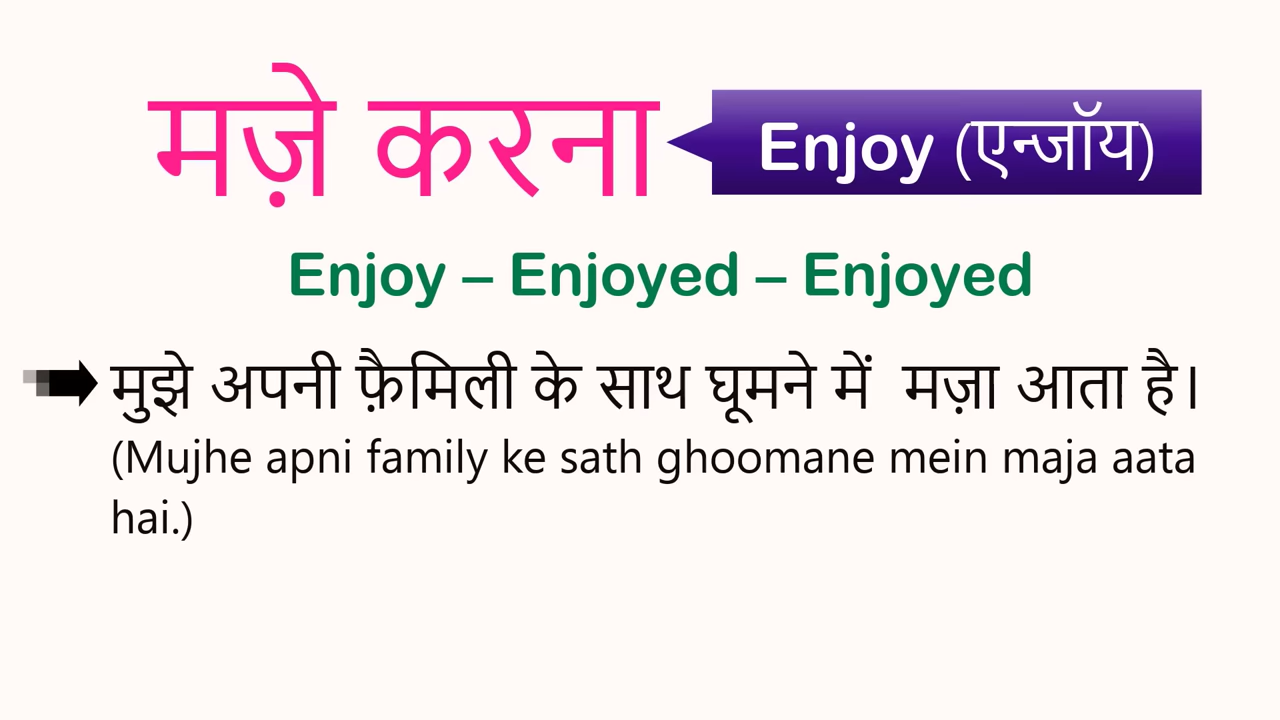 मज़े करना
Enjoy (एन्जॉय)
Enjoy – Enjoyed – Enjoyed
मुझे अपनी फ़ैमिली के साथ घूमने में मज़ा आता है।
(Mujhe apni family ke sath ghoomane mein maja aata
hai.)